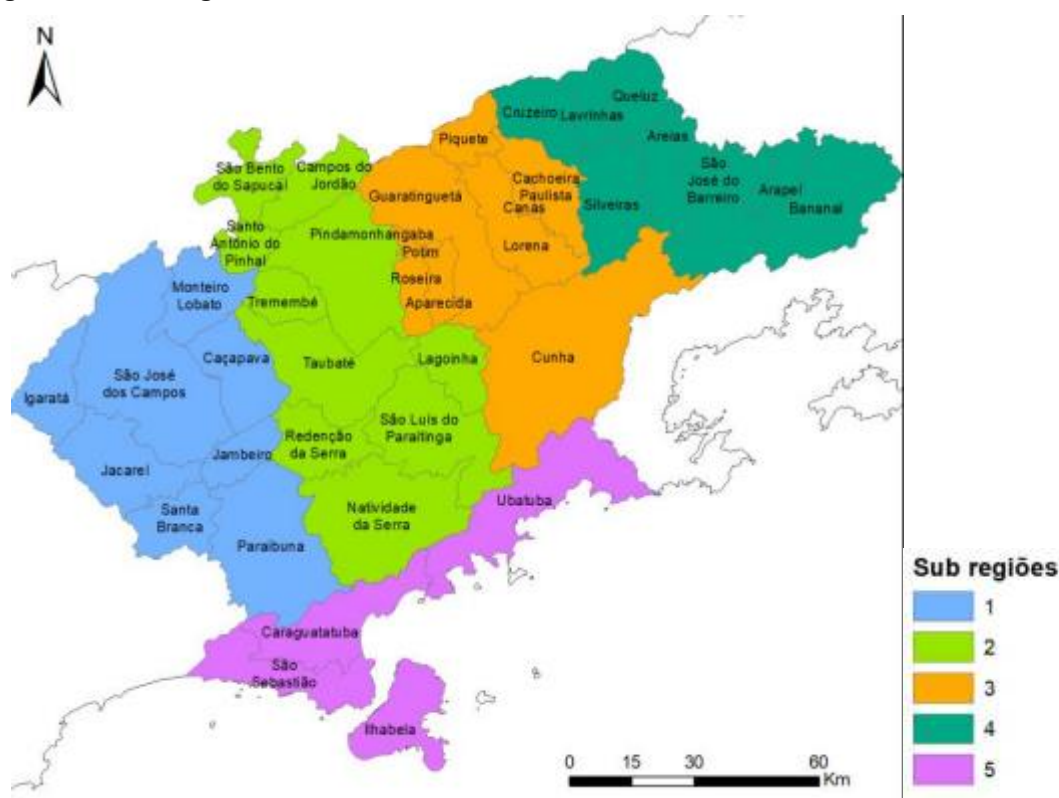 N
Queluz
Cruzeiro
Lavrinhas
Piquete
Areias
São Bento
do Sapucaí
Campos do
Jordão
Cachoeira
Paulista
São
José do
Barreiro
Arapeí
Bananal
Guaratinguetá
Canas
Silveiras
Santo
Antônio do
Pinhal
Pindamonhangaba
Potim
Lorena
Monteiro
Lobato
Roseira
Tremembé
Aparecida
Caçapava
Taubaté
Lagoinha
Cunha
São José
dos Campos
Igaratá
São Luis do
Paraitinga
Redenção
da Serra
Jacareí
Jambeiro
Santa
Branca
Natividade
da Serra
Ubatuba
Paraibuna
Caraguatatuba
São
Sebastião
Ilhabela
0 15 30 60
Km
Sub regiões
1
2
3
4
5